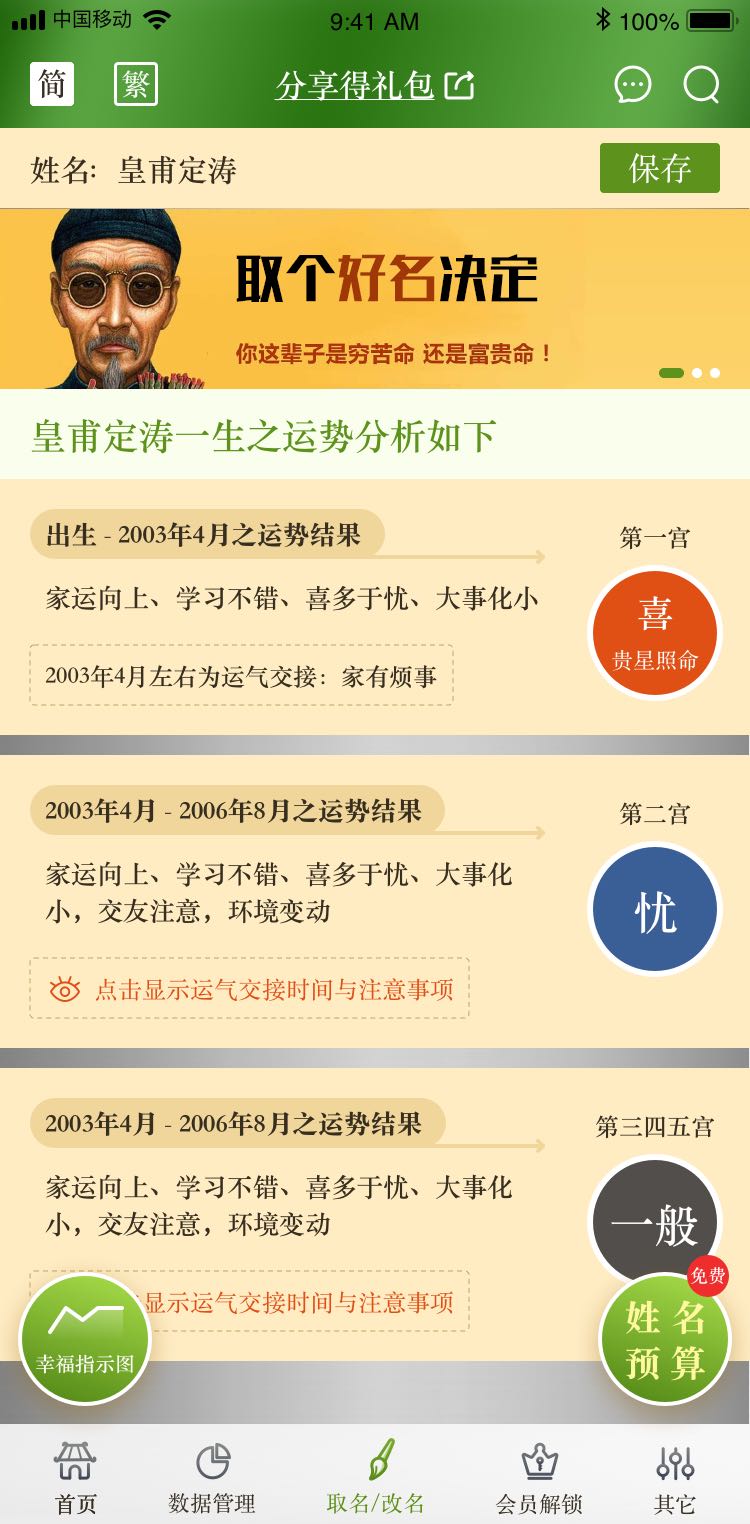 中国移动 9:41 AM 100%
简 繁 分享得礼包
姓名: 皇甫定涛 保存
取个好名决定
你这辈子是穷苦命 还是富贵命！
皇甫定涛一生之运势分析如下
出生 - 2003年4月之运势结果
第一宫
家运向上、学习不错、喜多于忧、大事化小
喜
贵星照命
2003年4月左右为运气交接：家有烦事
2003年4月 - 2006年8月之运势结果
第二宫
家运向上、学习不错、喜多于忧、大事化
小，交友注意，环境变动
忧
点击显示运气交接时间与注意事项
2003年4月 - 2006年8月之运势结果
第三四五宫
家运向上、学习不错、喜多于忧、大事化
小，交友注意，环境变动
一般
显示运气交接时间与注意事项
免费
姓名
预算
幸福指示图
首页 数据管理 取名/改名 会员解锁 其它